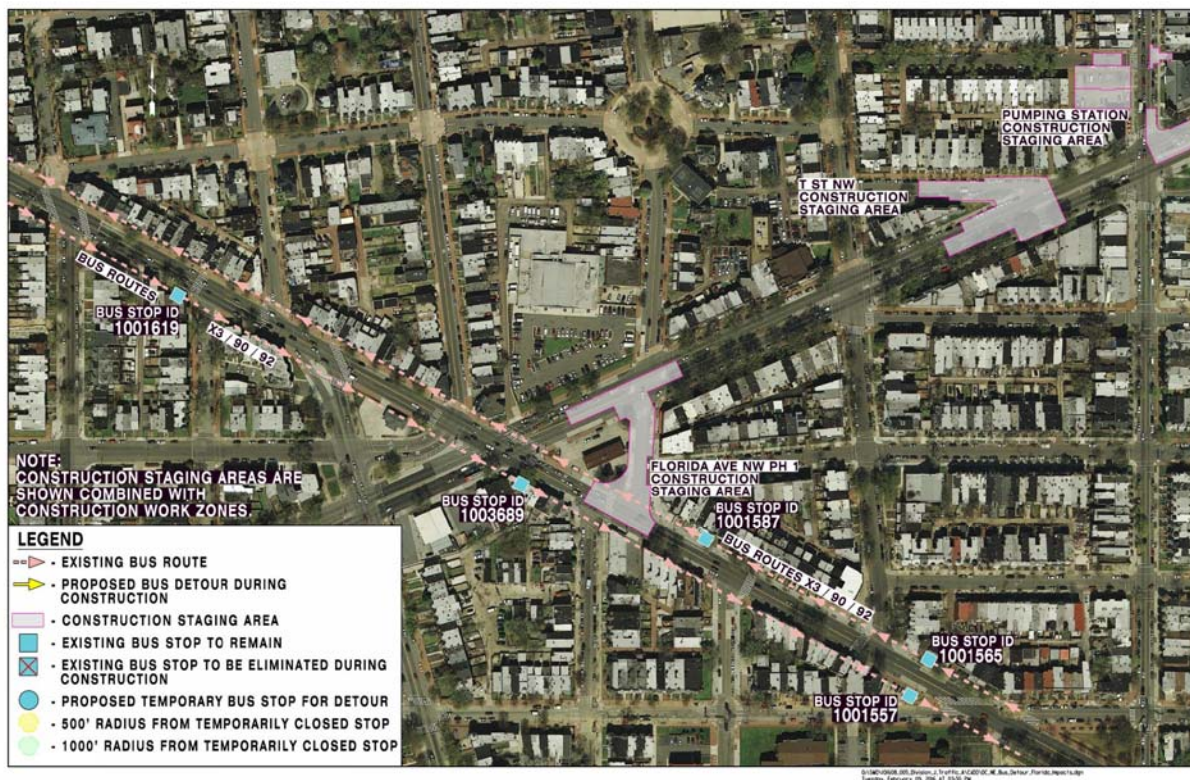 PUMPING STATION
CONSTRUCTION
STAGING AREA
T ST NW
CONSTRUCTION
STAGING AREA
BUS ROUTES
BUS STOP ID
1001619
X3 / 90 / 92
NOTE:
CONSTRUCTION STAGING AREAS ARE
SHOWN COMBINED WITH
CONSTRUCTION WORK ZONES.
FLORIDA AVE NW PH 1
CONSTRUCTION
STAGING AREA
BUS STOP ID
1003689
BUS STOP ID
1001587
BUS ROUTES X3 / 90 / 92
BUS STOP ID
1001565
BUS STOP ID
1001557
LEGEND
- EXISTING BUS ROUTE
- PROPOSED BUS DETOUR DURING
CONSTRUCTION
- CONSTRUCTION STAGING AREA
- EXISTING BUS STOP TO REMAIN
- EXISTING BUS STOP TO BE ELIMINATED DURING
CONSTRUCTION
- PROPOSED TEMPORARY BUS STOP FOR DETOUR
- 500' RADIUS FROM TEMPORARILY CLOSED STOP
- 1000' RADIUS FROM TEMPORARILY CLOSED STOP